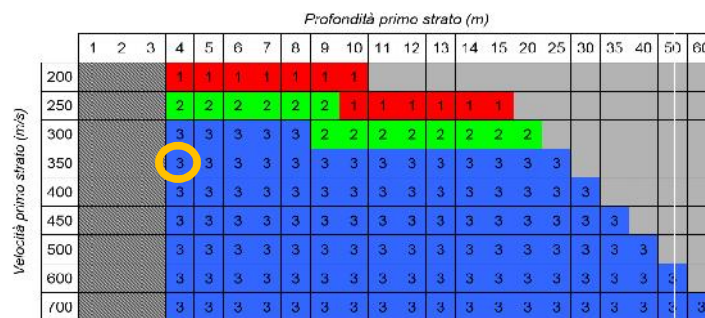 Profondità primo strato (m)
1 2 3 4 5 6 7 8 9 10 11 12 13 14 15 20 25 30 35 40 50 60
Velocità primo strato (m/s)
200 1 1 1 1 1 1 1
250 2 2 2 2 2 2 1 1 1 1 1 1
300 3 3 3 3 3 2 2 2 2 2 2 2 2
350 3 3 3 3 3 3 3 3 3 3 3 3 3 3
400 3 3 3 3 3 3 3 3 3 3 3 3 3 3 3
450 3 3 3 3 3 3 3 3 3 3 3 3 3 3 3 3
500 3 3 3 3 3 3 3 3 3 3 3 3 3 3 3 3 3
600 3 3 3 3 3 3 3 3 3 3 3 3 3 3 3 3 3 3
700 3 3 3 3 3 3 3 3 3 3 3 3 3 3 3 3 3 3 3